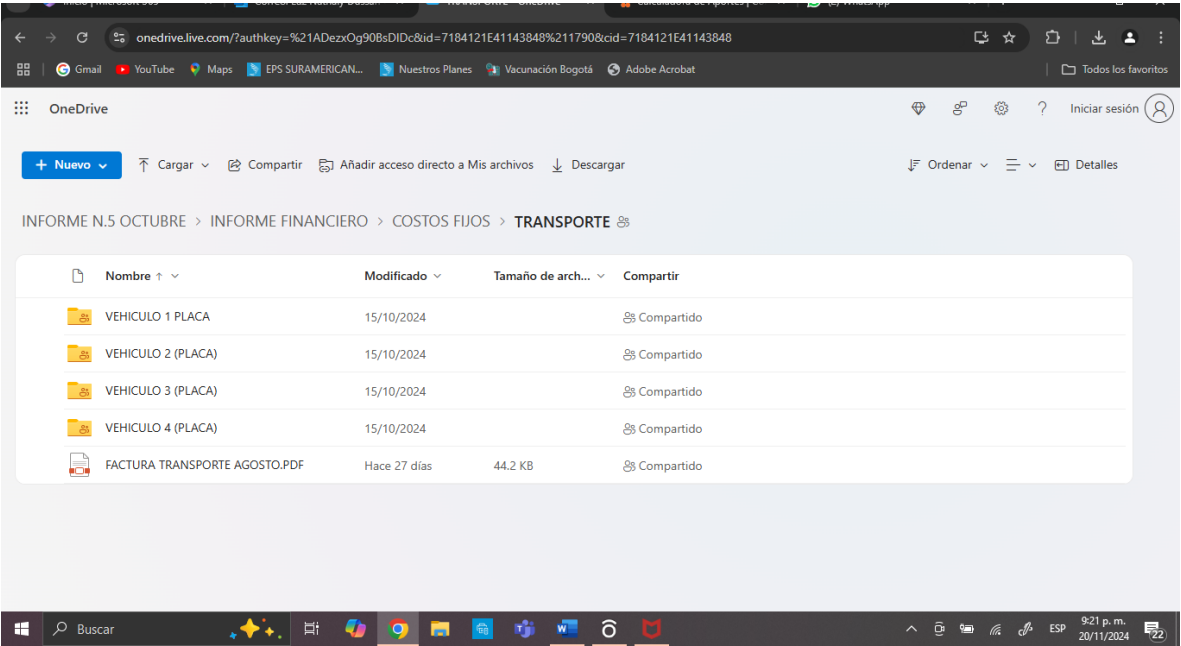 onedrive.live.com/?authkey=%21ADezxOg90BsDIDc&id=7184121E41143848%211790&cid=7184121E41143848
Gmail YouTube Maps EPS SURAMERICAN... Nuestros Planes Vacunación Bogotá Adobe Acrobat Todos los favoritos
OneDrive Iniciar sesión
+ Nuevo Cargar Compartir Añadir acceso directo a Mis archivos Descargar Ordenar Detalles
INFORME N.5 OCTUBRE > INFORME FINANCIERO > COSTOS FIJOS > TRANSPORTE
Nombre ↑ Modificado Tamaño de arch... Compartir
VEHICULO 1 PLACA 15/10/2024 Compartido
VEHICULO 2 (PLACA) 15/10/2024 Compartido
VEHICULO 3 (PLACA) 15/10/2024 Compartido
VEHICULO 4 (PLACA) 15/10/2024 Compartido
FACTURA TRANSPORTE AGOSTO.PDF Hace 27 días 44.2 KB Compartido
Buscar ESP 9:21 p. m.
20/11/2024 22